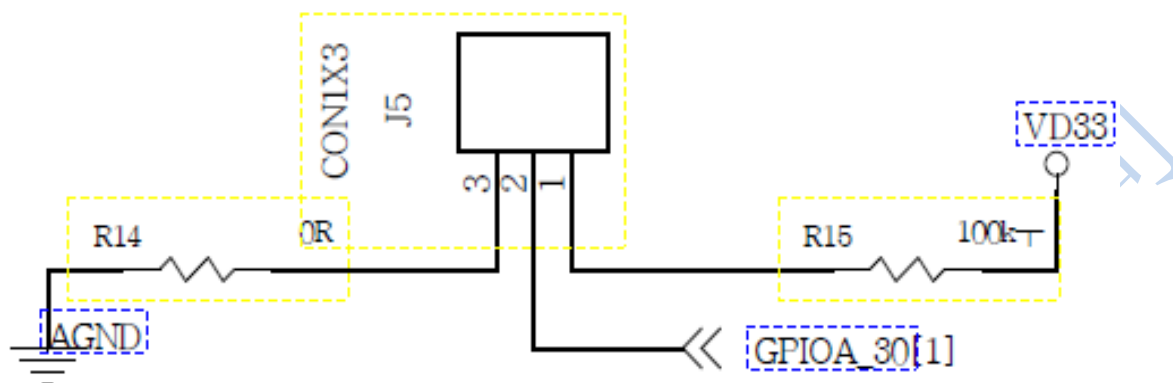 CON1X3
J5
VD33
3
2
1
R14
0R
R15
100k
AGND
GPIOA_30[1]